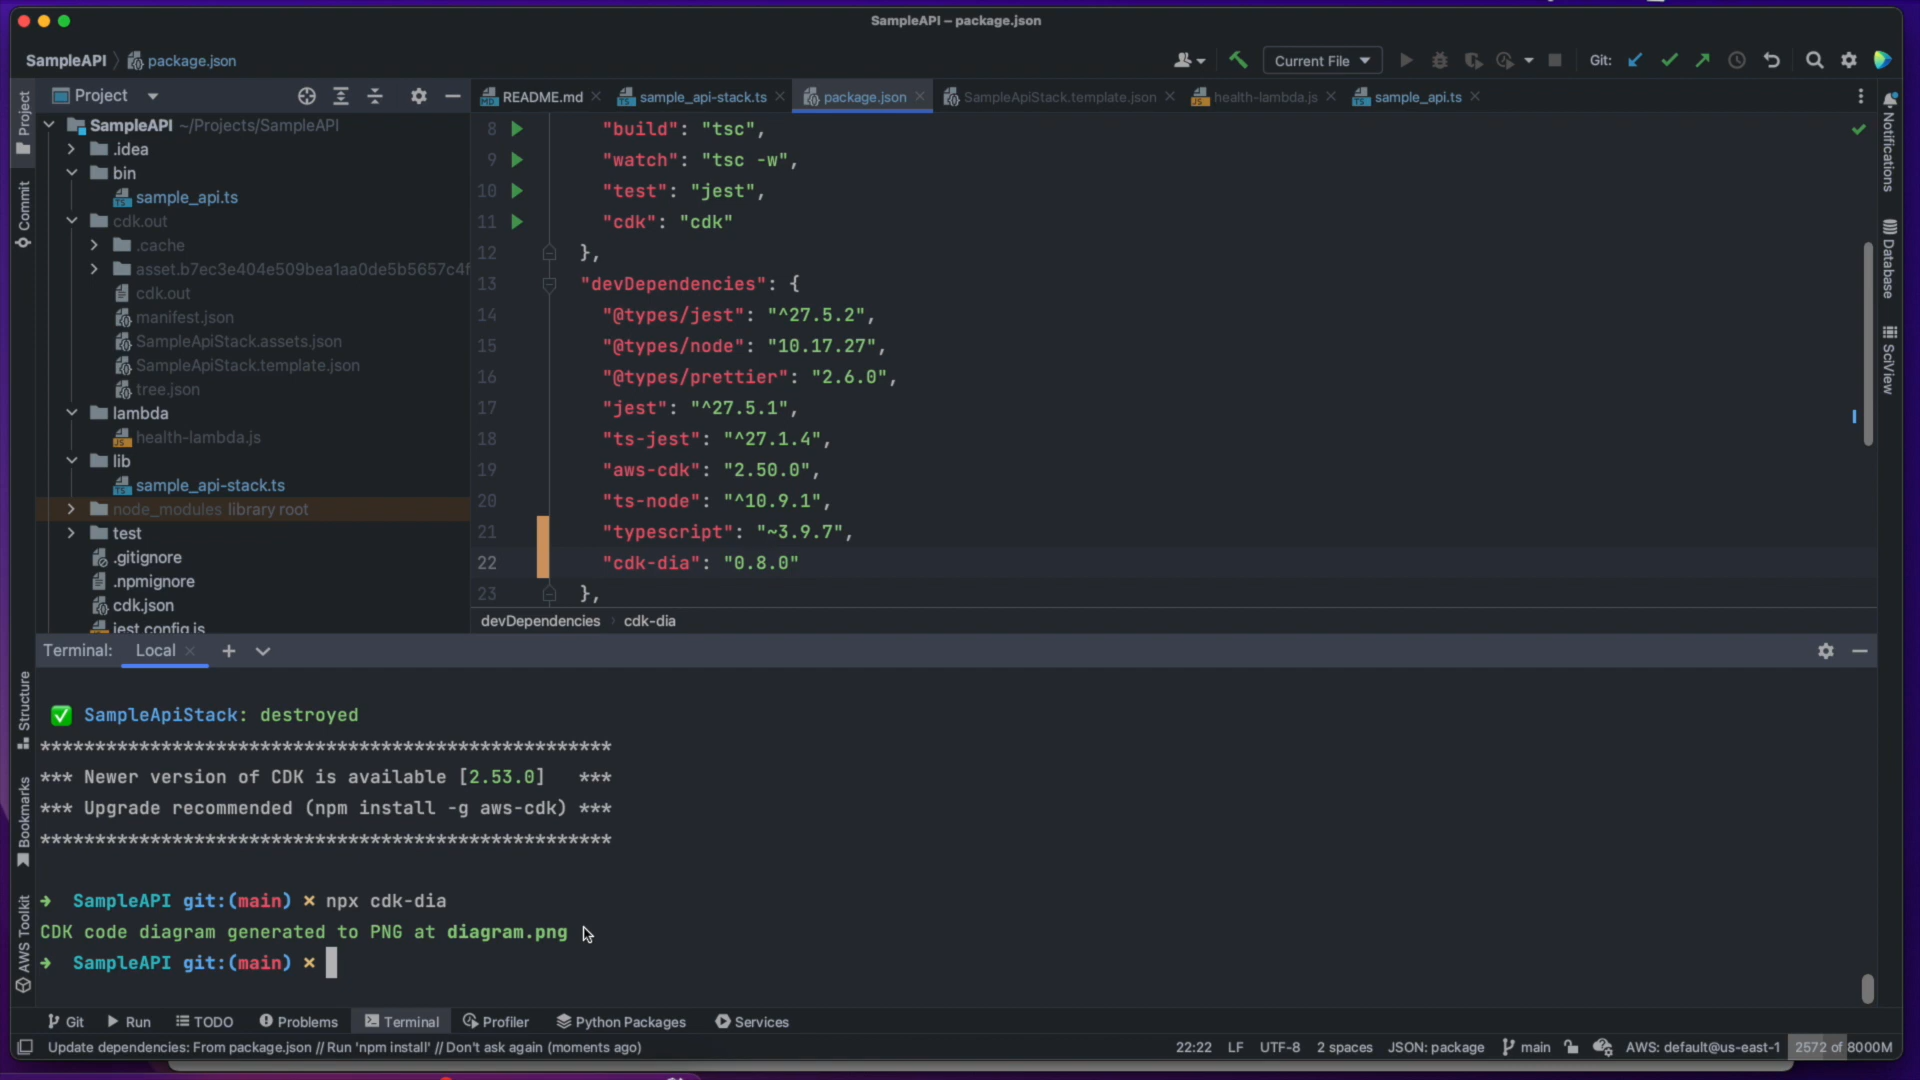 SampleAPI – package.json
SampleAPI package.json
Current File
Git:
Project
README.md
sample_api-stack.ts
package.json
SampleApiStack.template.json
health-lambda.js
sample_api.ts
SampleAPI ~/Projects/SampleAPI
.idea
bin
sample_api.ts
cdk.out
.cache
asset.b7ec3e404e509bea1aa0de5b5657c4f
cdk.out
manifest.json
SampleApiStack.assets.json
SampleApiStack.template.json
tree.json
lambda
health-lambda.js
lib
sample_api-stack.ts
node_modules library root
test
.gitignore
.npmignore
cdk.json
jest.config.js
8 "build": "tsc",
9 "watch": "tsc -w",
10 "test": "jest",
11 "cdk": "cdk"
12 },
13 "devDependencies": {
14 "@types/jest": "^27.5.2",
15 "@types/node": "10.17.27",
16 "@types/prettier": "2.6.0",
17 "jest": "^27.5.1",
18 "ts-jest": "^27.1.4",
19 "aws-cdk": "2.50.0",
20 "ts-node": "^10.9.1",
21 "typescript": "~3.9.7",
22 "cdk-dia": "0.8.0"
23 },
devDependencies › cdk-dia
Project
Commit
Structure
Bookmarks
AWS Toolkit
Notifications
Database
SciView
Terminal: Local
SampleApiStack: destroyed
****************************************************
*** Newer version of CDK is available [2.53.0] ***
*** Upgrade recommended (npm install -g aws-cdk) ***
****************************************************
SampleAPI git:(main) × npx cdk-dia
CDK code diagram generated to PNG at diagram.png
SampleAPI git:(main) ×
Git Run TODO Problems Terminal Profiler Python Packages Services
Update dependencies: From package.json // Run 'npm install' // Don't ask again (moments ago)
22:22 LF UTF-8 2 spaces JSON: package main AWS: default@us-east-1 2572 of 8000M